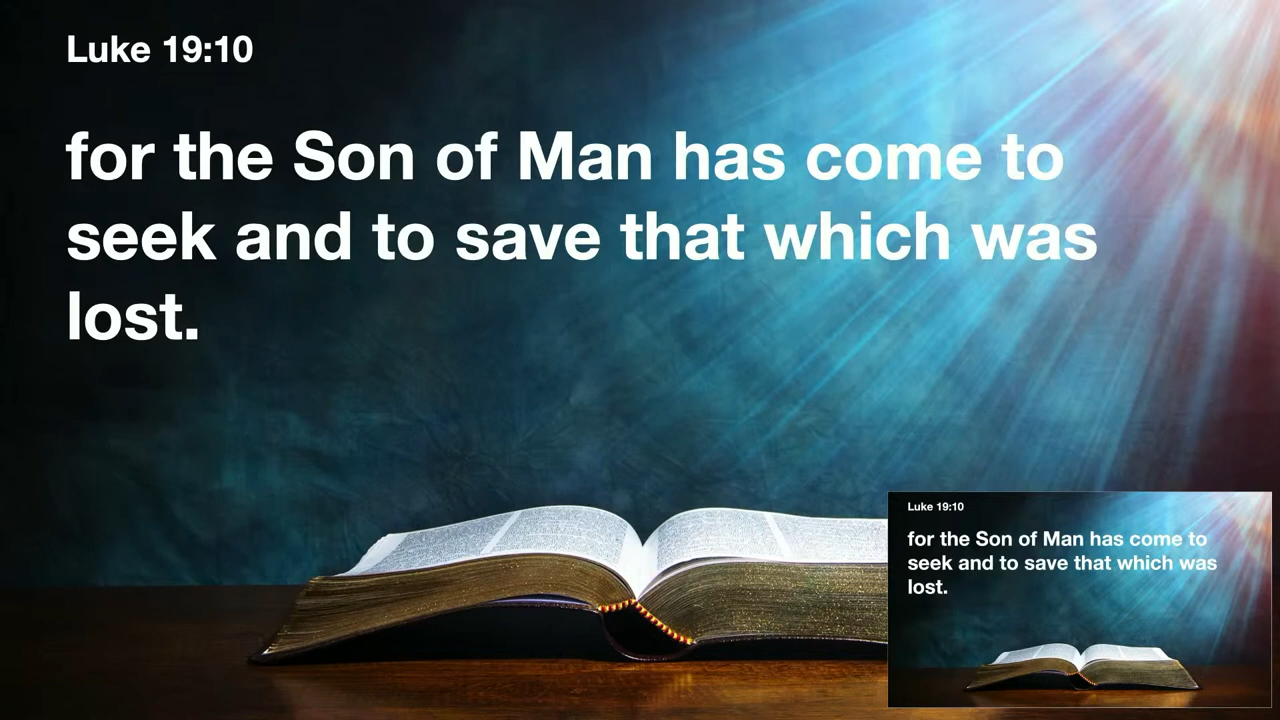 Luke 19:10
for the Son of Man has come to
seek and to save that which was
lost.
Luke 19:10
for the Son of Man has come to
seek and to save that which was
lost.